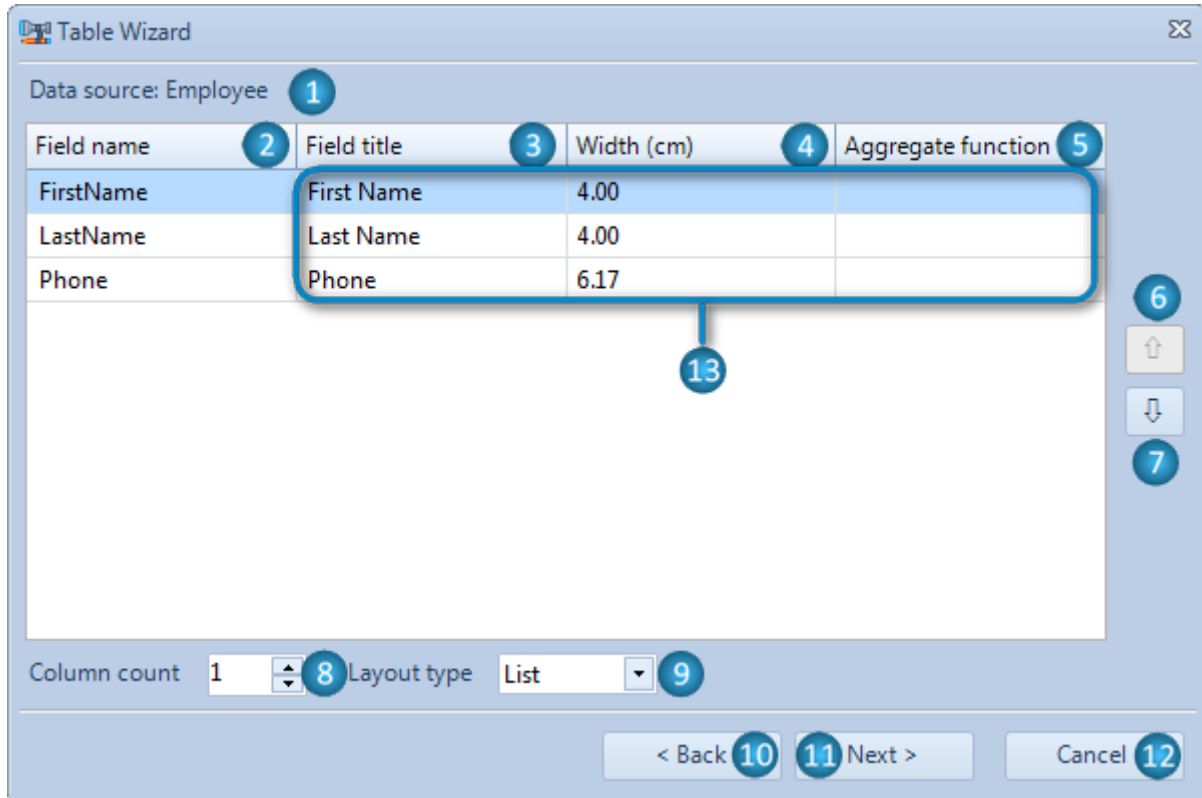 Table Wizard
Data source: Employee 1
Field name 2 Field title 3 Width (cm) 4 Aggregate function 5
FirstName First Name 4.00
LastName Last Name 4.00
Phone Phone 6.17
6
13
7
Column count 1 8 Layout type List 9
< Back 10 11 Next > Cancel 12